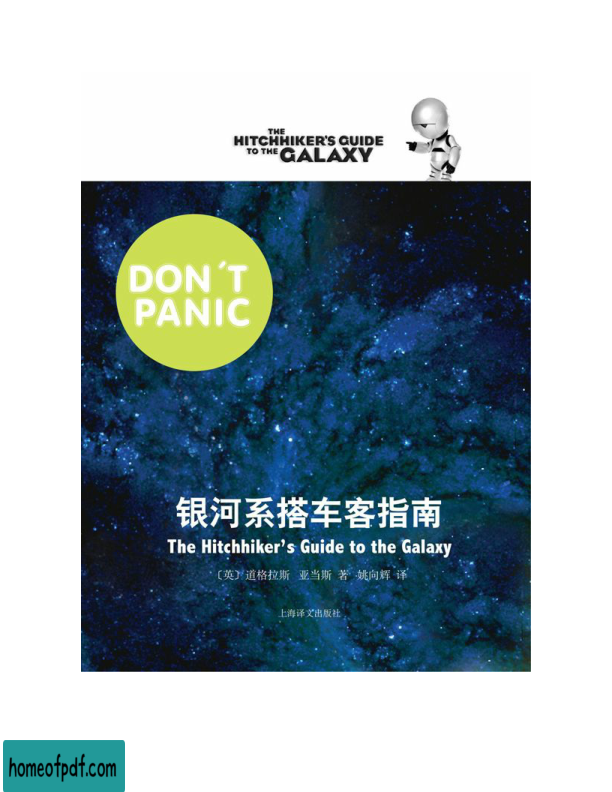 THE
HITCHHIKER'S GUIDE
TO THE GALAXY
DON´T
PANIC
银河系搭车客指南
The Hitchhiker's Guide to the Galaxy
〔英〕道格拉斯 亚当斯 著 姚向辉 译
上海译文出版社
homeofpdf.com